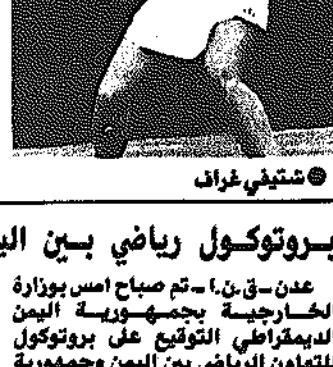 شتيفي غراف
بروتوكول رياضي بين
عدن - ق.ن.ا - تم صباح امس بوزارة
الخارجية بجمهورية اليمن
الديمقراطي التوقيع على بروتوكول
للتعاون الرياضي بين اليمن وجمهورية